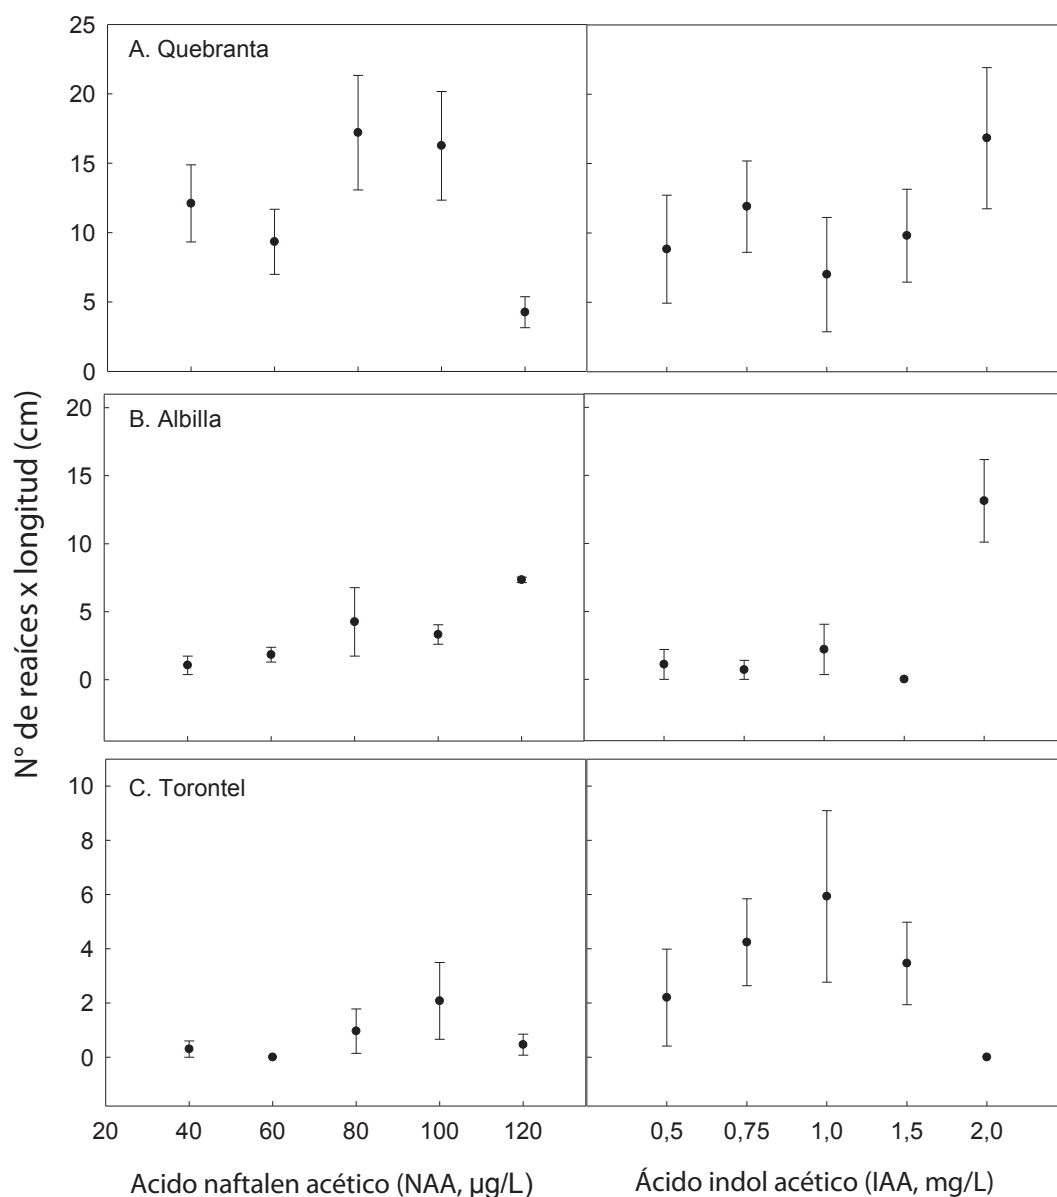 N° de reaíces x longitud (cm)
25
20
15
10
5
0
A. Quebranta
20
15
10
5
0
B. Albilla
10
8
6
4
2
0
C. Torontel
20 40 60 80 100 120
0,5 0,75 1,0 1,5 2,0
Acido naftalen acético (NAA, µg/L)
Ácido indol acético (IAA, mg/L)